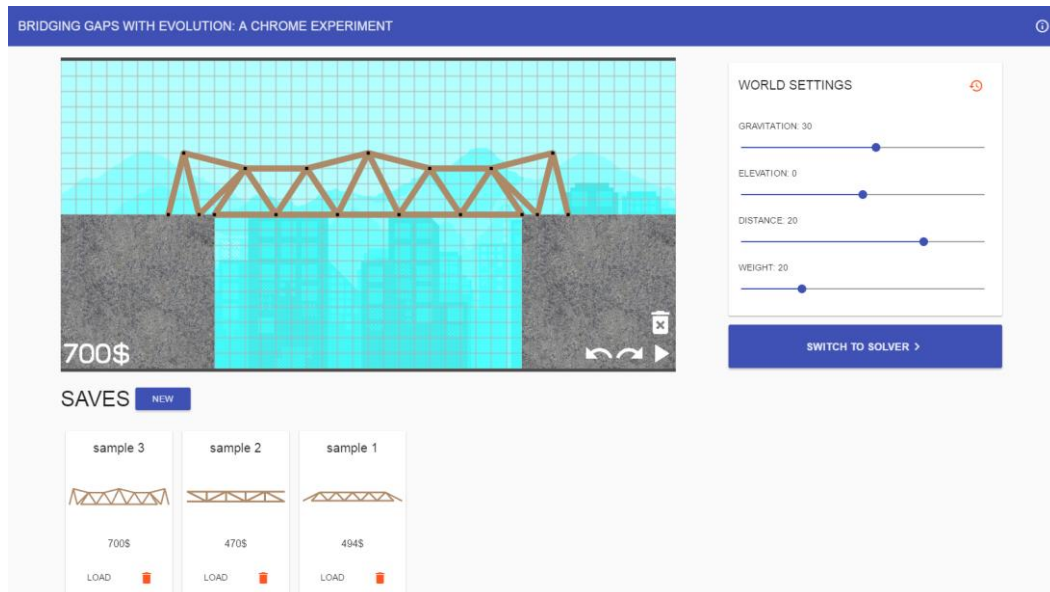 BRIDGING GAPS WITH EVOLUTION: A CHROME EXPERIMENT
700$
WORLD SETTINGS
GRAVITATION: 30
ELEVATION: 0
DISTANCE: 20
WEIGHT: 20
SWITCH TO SOLVER >
SAVES NEW
sample 3 sample 2 sample 1
700$ 470$ 494$
LOAD LOAD LOAD